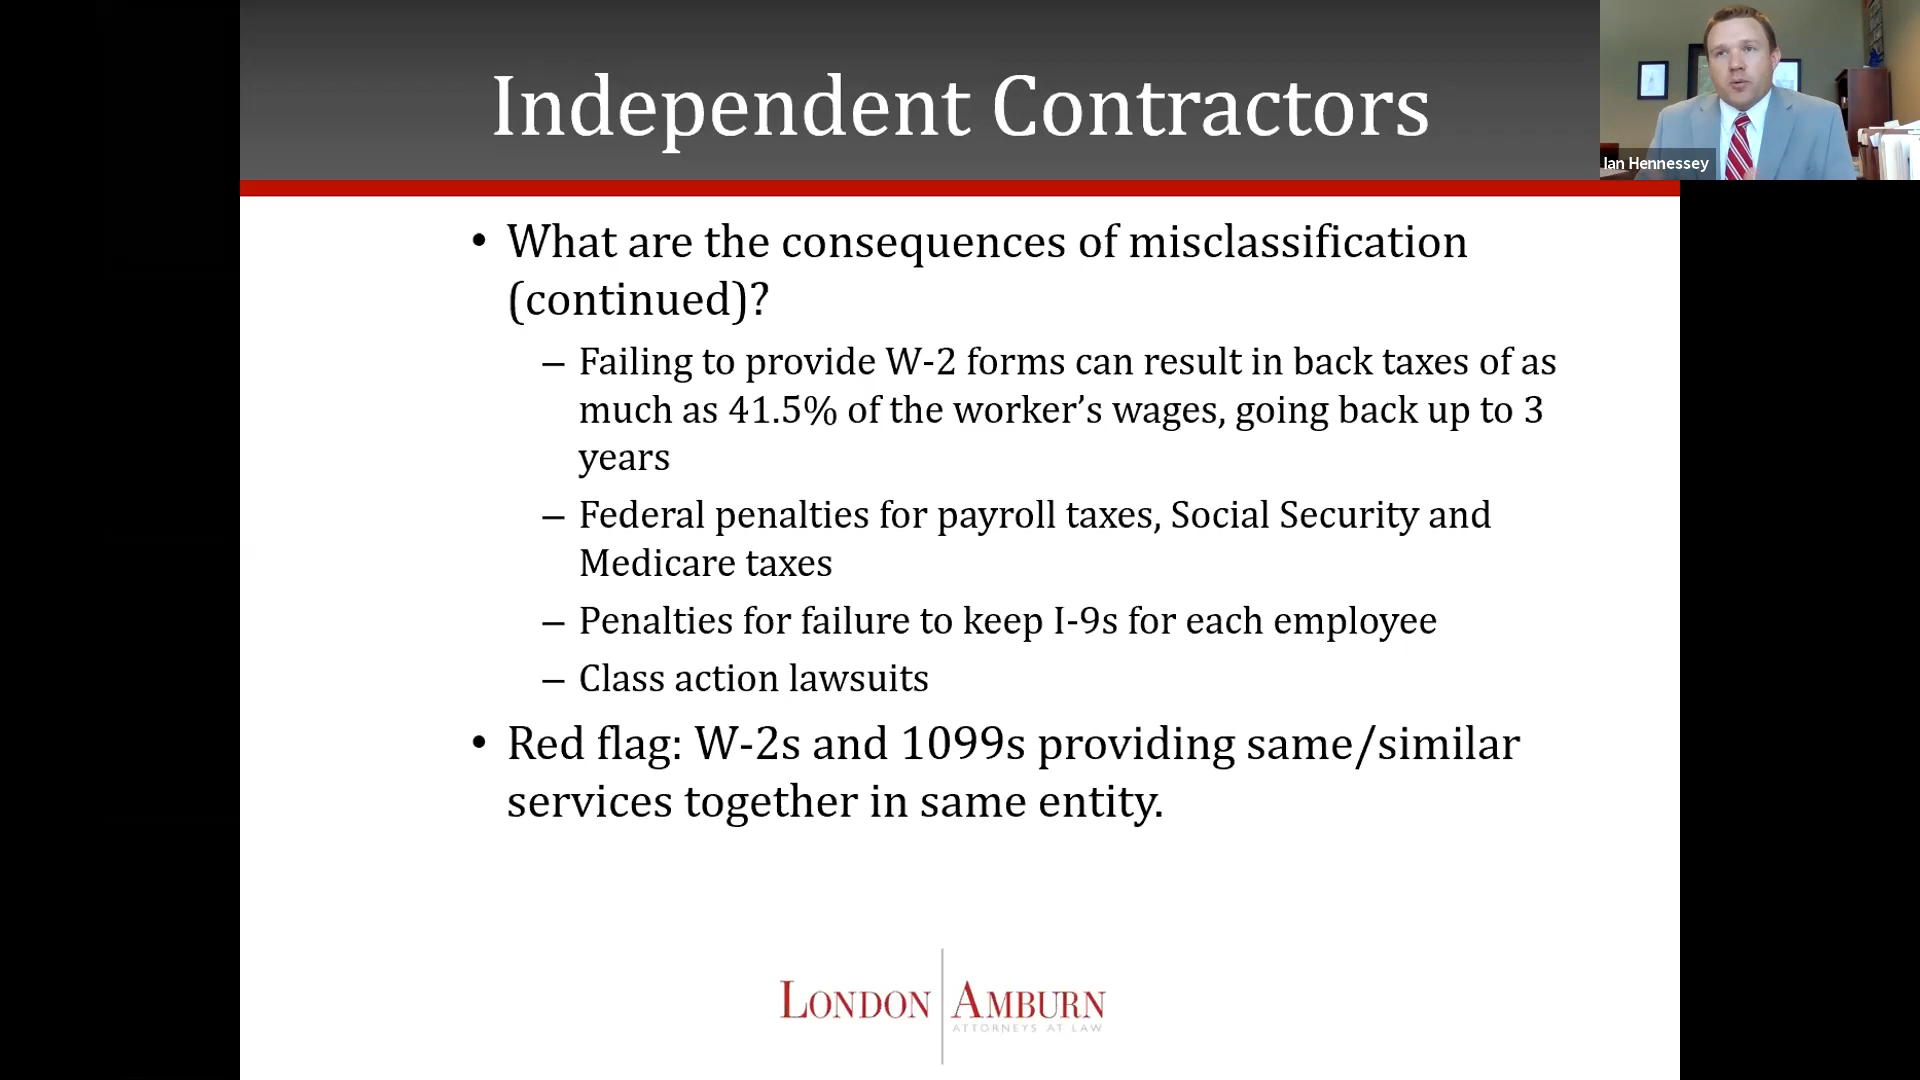 Independent Contractors
Ian Hennessey
• What are the consequences of misclassification
(continued)?
– Failing to provide W-2 forms can result in back taxes of as
much as 41.5% of the worker’s wages, going back up to 3
years
– Federal penalties for payroll taxes, Social Security and
Medicare taxes
– Penalties for failure to keep I-9s for each employee
– Class action lawsuits
• Red flag: W-2s and 1099s providing same/similar
services together in same entity.
LONDON AMBURN
ATTORNEYS AT LAW